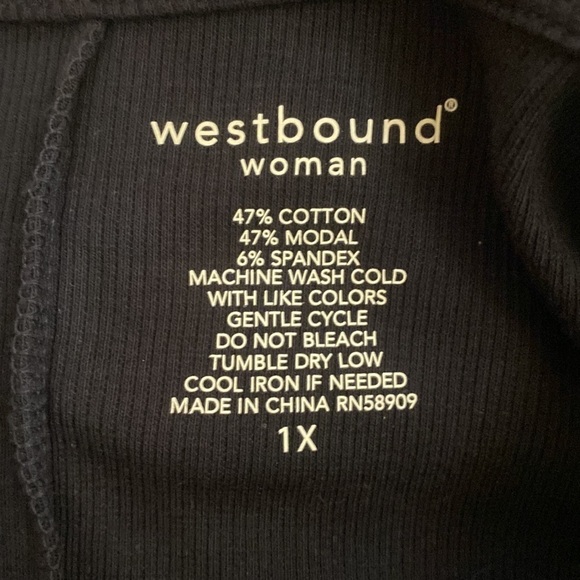 westbound®
woman
47% COTTON
47% MODAL
6% SPANDEX
MACHINE WASH COLD
WITH LIKE COLORS
GENTLE CYCLE
DO NOT BLEACH
TUMBLE DRY LOW
COOL IRON IF NEEDED
MADE IN CHINA RN58909
1X